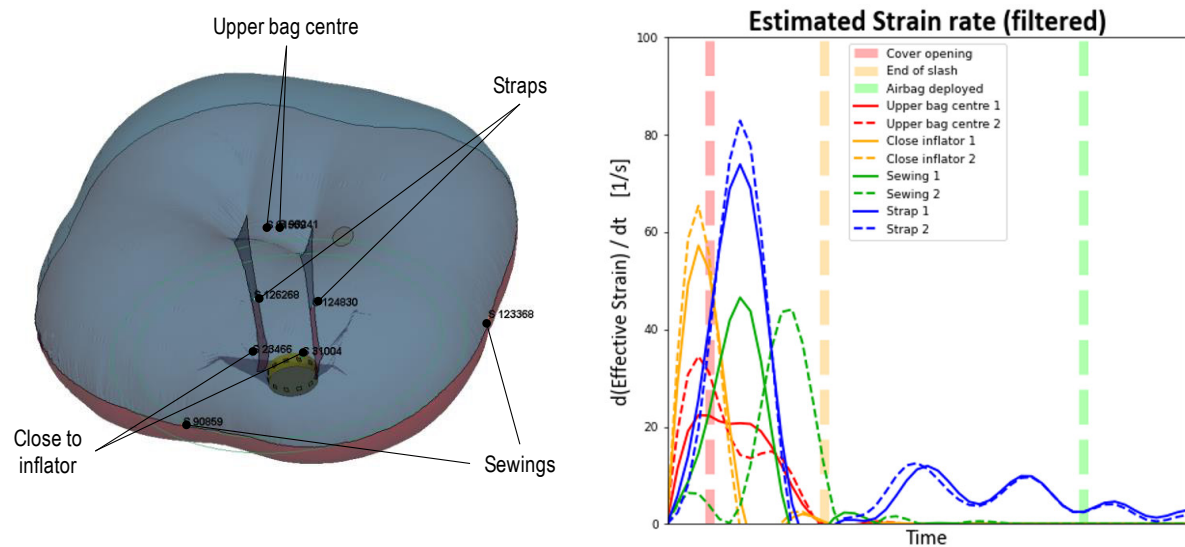 Upper bag centre
Straps
126268
124830
S 123368
S 23466
S 31004
S 90859
Close to
inflator
Sewings
Estimated Strain rate (filtered)
d(Effective Strain) / dt [1/s]
100
80
60
40
20
0
Time
Cover opening
End of slash
Airbag deployed
Upper bag centre 1
Upper bag centre 2
Close inflator 1
Close inflator 2
Sewing 1
Sewing 2
Strap 1
Strap 2